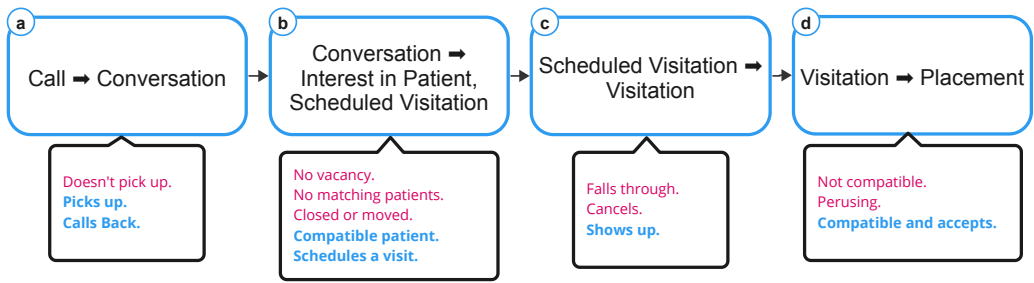 a
Call ➡ Conversation
b
Conversation ➡
Interest in Patient,
Scheduled Visitation
c
Scheduled Visitation ➡
Visitation
d
Visitation ➡ Placement
Doesn't pick up.
Picks up.
Calls Back.
No vacancy.
No matching patients.
Closed or moved.
Compatible patient.
Schedules a visit.
Falls through.
Cancels.
Shows up.
Not compatible.
Perusing.
Compatible and accepts.